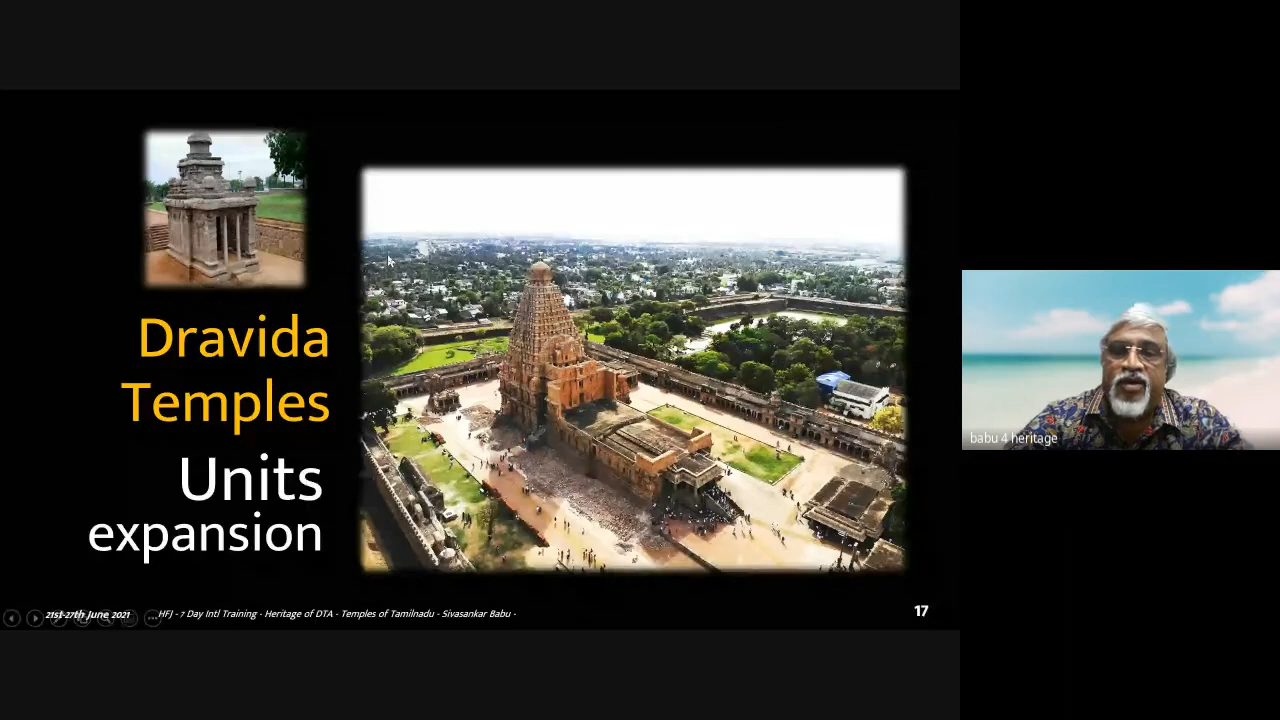 Dravida
Temples
Units
expansion
21st-27th June 2021
HFJ - 7 Day Intl Training - Heritage of DTA - Temples of Tamilnadu - Sivasankar Babu -
17
babu 4 heritage